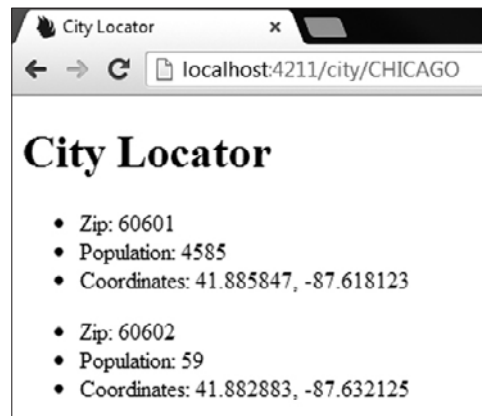 City Locator
localhost:4211/city/CHICAGO
City Locator
Zip: 60601
Population: 4585
Coordinates: 41.885847, -87.618123
Zip: 60602
Population: 59
Coordinates: 41.882883, -87.632125